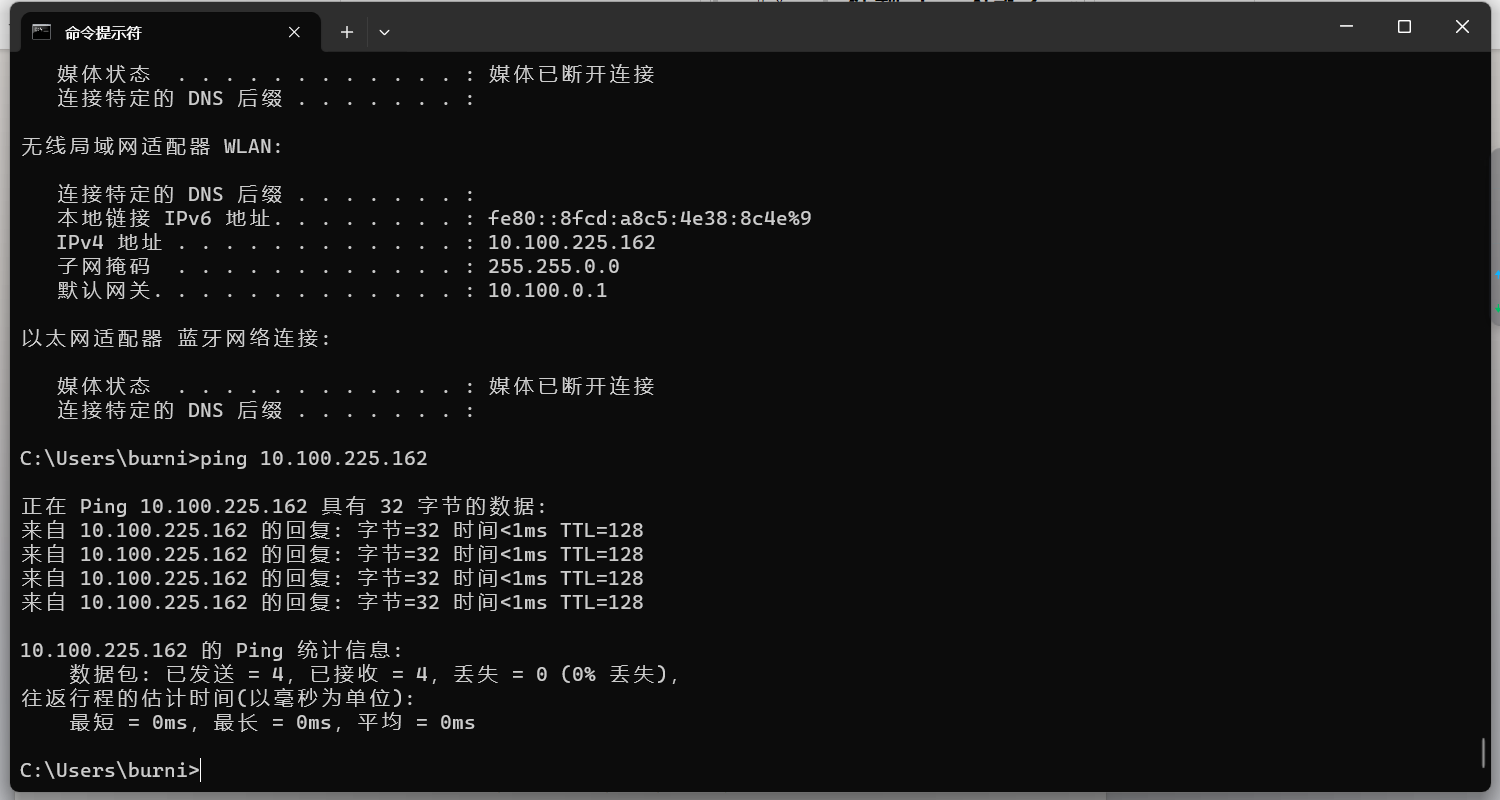 命令提示符
媒体状态 . . . . . . . . . . . . : 媒体已断开连接
连接特定的 DNS 后缀 . . . . . . . :
无线局域网适配器 WLAN:
连接特定的 DNS 后缀 . . . . . . . :
本地链接 IPv6 地址. . . . . . . . : fe80::8fcd:a8c5:4e38:8c4e%9
IPv4 地址 . . . . . . . . . . . . : 10.100.225.162
子网掩码 . . . . . . . . . . . . : 255.255.0.0
默认网关. . . . . . . . . . . . . : 10.100.0.1
以太网适配器 蓝牙网络连接:
媒体状态 . . . . . . . . . . . . : 媒体已断开连接
连接特定的 DNS 后缀 . . . . . . . :
C:\Users\burni>ping 10.100.225.162
正在 Ping 10.100.225.162 具有 32 字节的数据:
来自 10.100.225.162 的回复: 字节=32 时间<1ms TTL=128
来自 10.100.225.162 的回复: 字节=32 时间<1ms TTL=128
来自 10.100.225.162 的回复: 字节=32 时间<1ms TTL=128
来自 10.100.225.162 的回复: 字节=32 时间<1ms TTL=128
10.100.225.162 的 Ping 统计信息:
数据包: 已发送 = 4, 已接收 = 4, 丢失 = 0 (0% 丢失),
往返行程的估计时间(以毫秒为单位):
最短 = 0ms, 最长 = 0ms, 平均 = 0ms
C:\Users\burni>